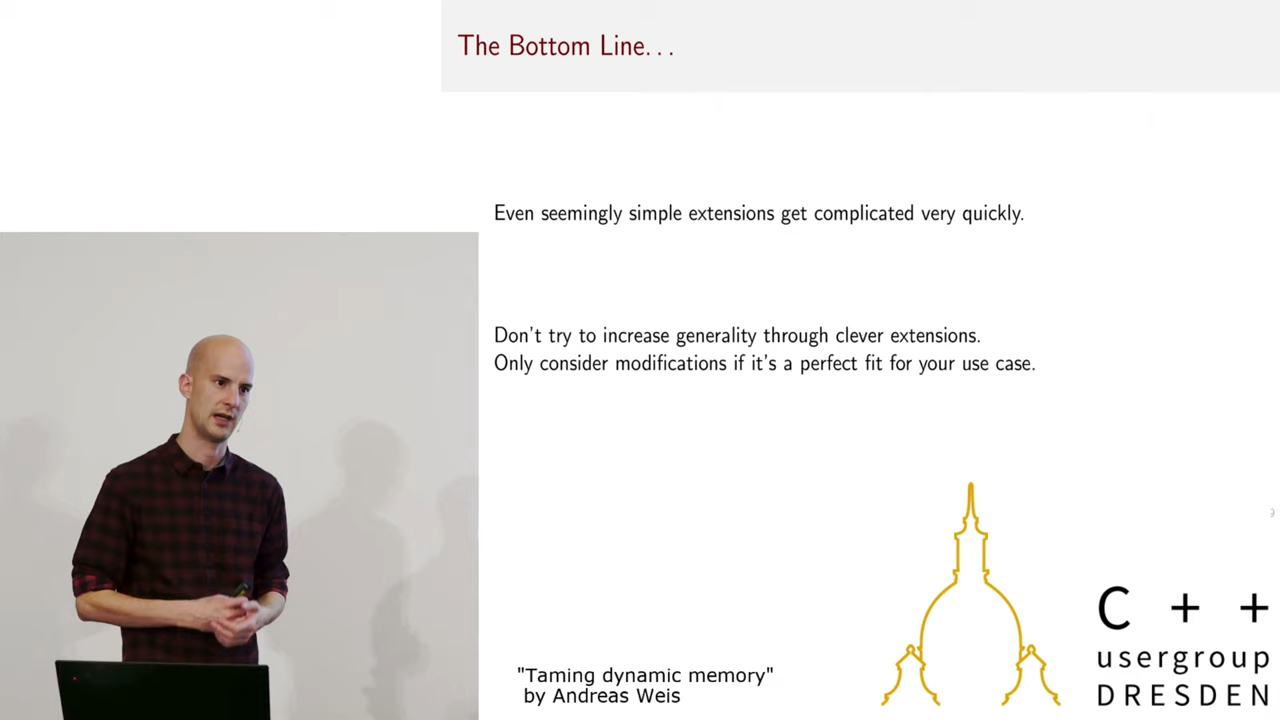 The Bottom Line...
Even seemingly simple extensions get complicated very quickly.
Don't try to increase generality through clever extensions.
Only consider modifications if it's a perfect fit for your use case.
9
"Taming dynamic memory"
by Andreas Weis
C + +
usergroup
DRESDEN